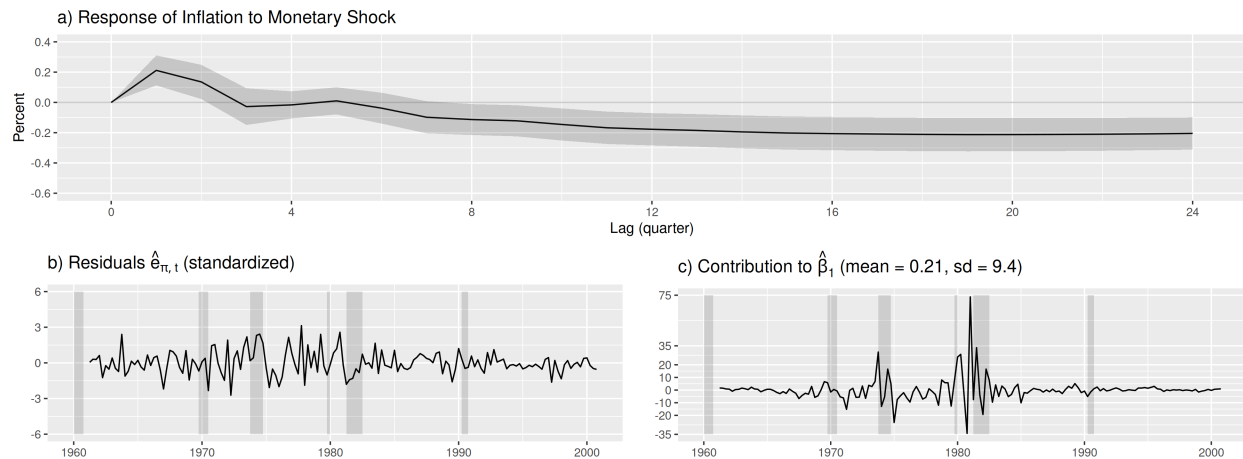 a) Response of Inflation to Monetary Shock
Percent
0.4
0.2
0.0
-0.2
-0.4
-0.6
0 4 8 12 16 20 24
Lag (quarter)
b) Residuals ê_π, t (standardized)
6
3
0
-3
-6
1960 1970 1980 1990 2000
c) Contribution to β̂₁ (mean = 0.21, sd = 9.4)
75
35
20
10
0
-10
-20
-35
1960 1970 1980 1990 2000